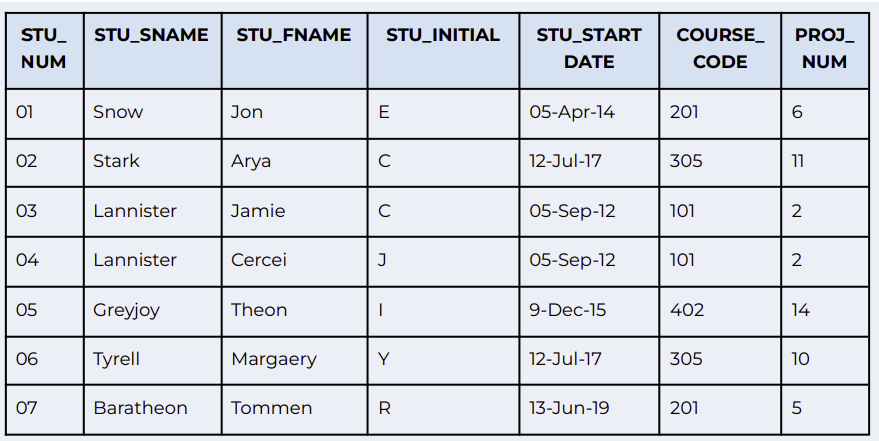 STU_ STU_SNAME STU_FNAME STU_INITIAL STU_START COURSE_ PROJ_
NUM DATE CODE NUM
01 Snow Jon E 05-Apr-14 201 6
02 Stark Arya C 12-Jul-17 305 11
03 Lannister Jamie C 05-Sep-12 101 2
04 Lannister Cercei J 05-Sep-12 101 2
05 Greyjoy Theon I 9-Dec-15 402 14
06 Tyrell Margaery Y 12-Jul-17 305 10
07 Baratheon Tommen R 13-Jun-19 201 5